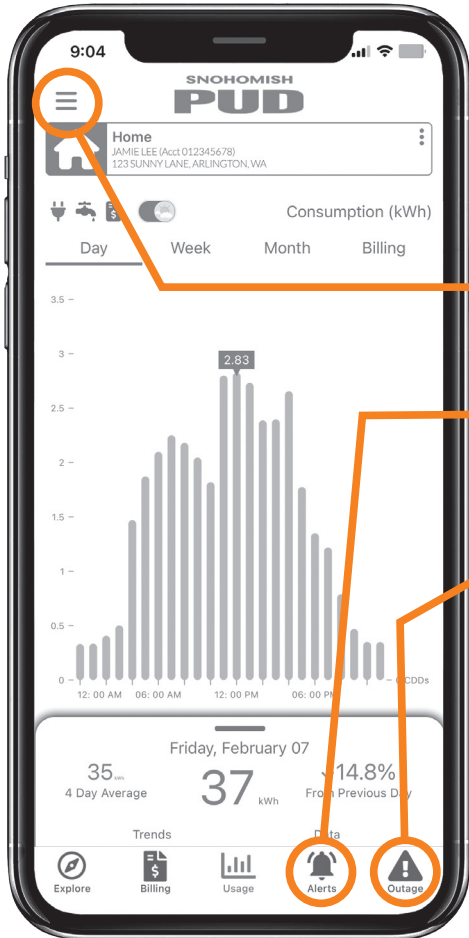 9:04
SNOHOMISH
PUD
Home
JAMIE LEE (Acct 012345678)
123 SUNNY LANE, ARLINGTON, WA
Consumption (kWh)
Day Week Month Billing
3.5
3
2.83
2.5
2
1.5
1
0.5
0 CDDs
12: 00 AM 06: 00 AM 12: 00 PM 06: 00 PM
Friday, February 07
35 kWh
4 Day Average
37 kWh
14.8%
From Previous Day
Trends Data
Explore Billing Usage Alerts Outage